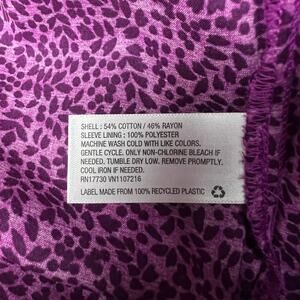 SHELL : 54% COTTON / 46% RAYON
SLEEVE LINING : 100% POLYESTER
MACHINE WASH COLD WITH LIKE COLORS.
GENTLE CYCLE. ONLY NON-CHLORINE BLEACH IF
NEEDED. TUMBLE DRY LOW. REMOVE PROMPTLY.
COOL IRON IF NEEDED.
RN17730 VN1107216
LABEL MADE FROM 100% RECYCLED PLASTIC